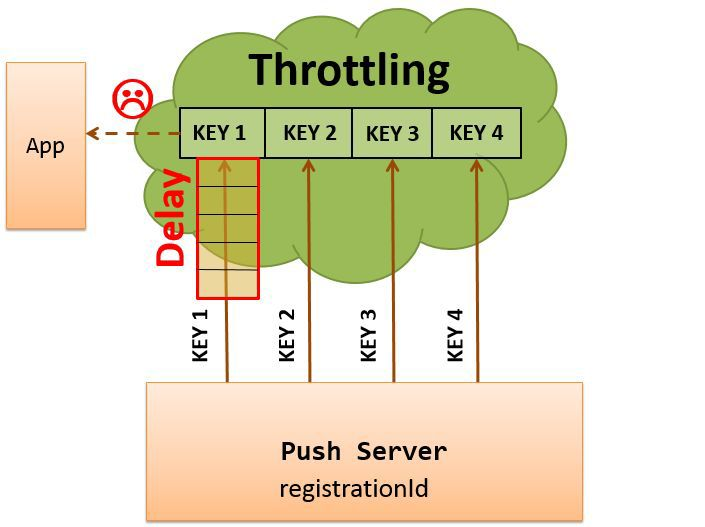 Throttling
App
KEY 1
KEY 2
KEY 3
KEY 4
Delay
KEY 1
KEY 2
KEY 3
KEY 4
Push Server
registrationId